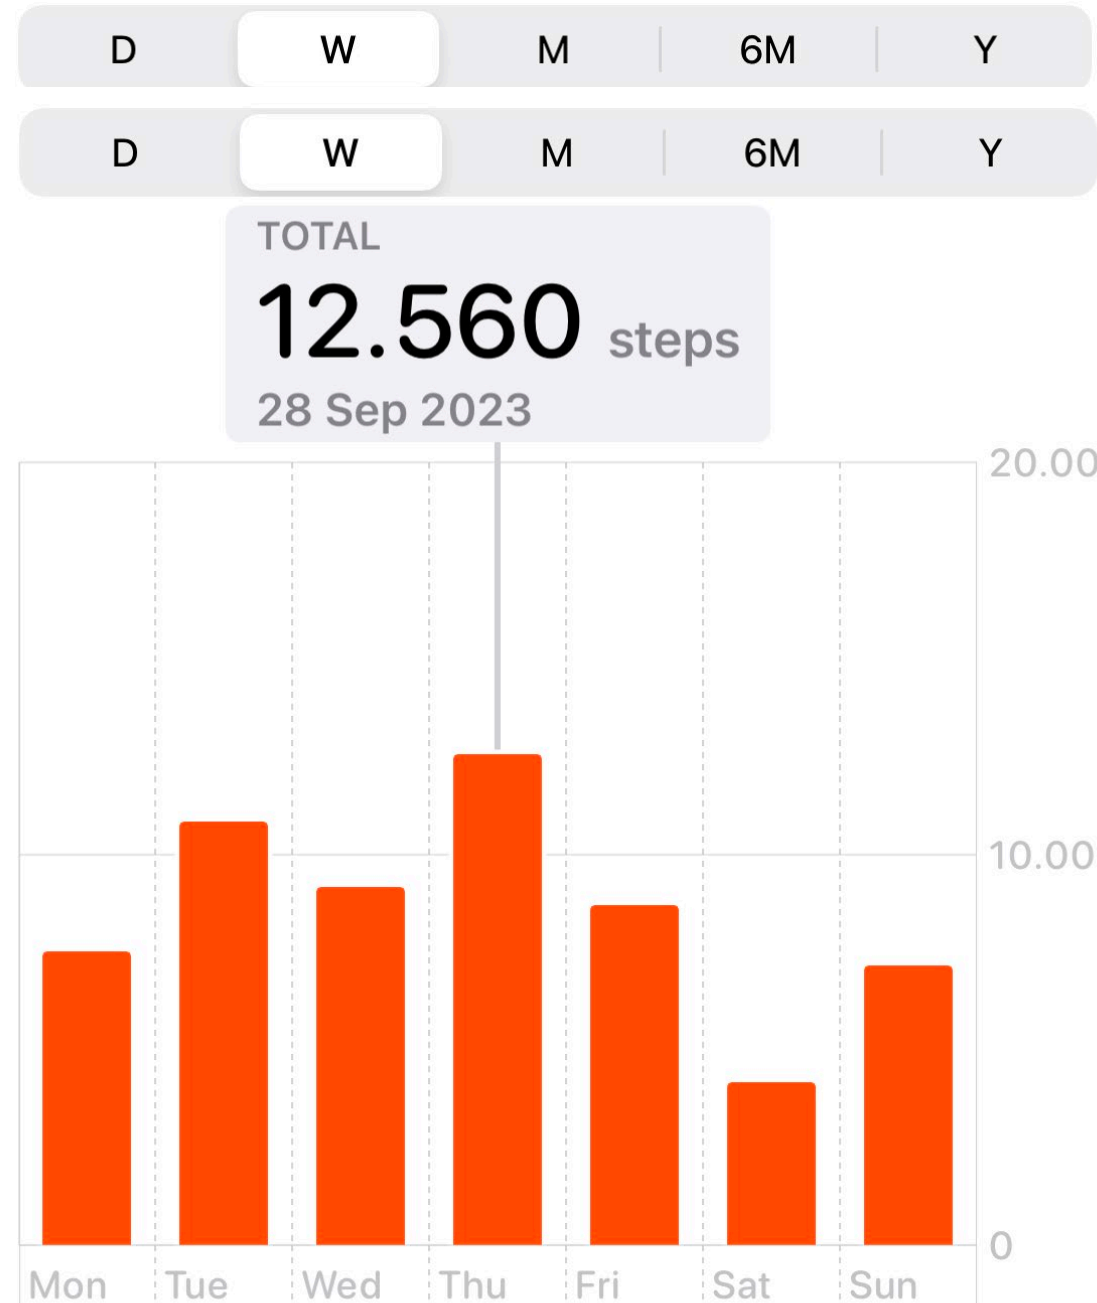 D W M 6M Y
D W M 6M Y
TOTAL
12.560 steps
28 Sep 2023
20.00
10.00
0
Mon Tue Wed Thu Fri Sat Sun